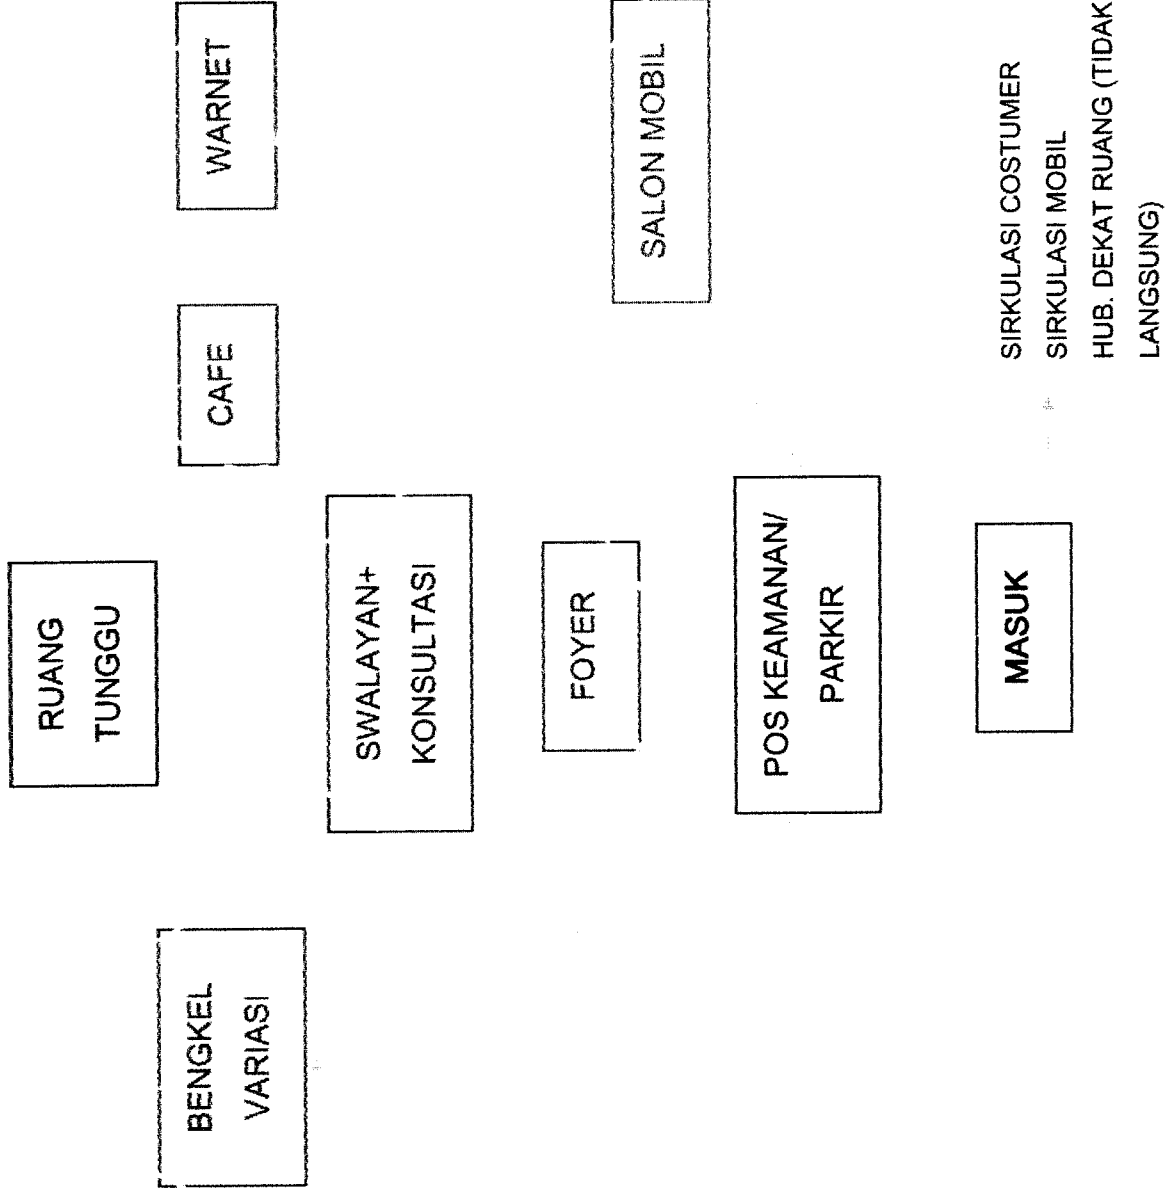 RUANG
TUNGGU
BENGKEL
VARIASI
CAFE
WARNET
SWALAYAN+
KONSULTASI
FOYER
SALON MOBIL
POS KEAMANAN/
PARKIR
MASUK
SIRKULASI COSTUMER
SIRKULASI MOBIL
HUB. DEKAT RUANG (TIDAK
LANGSUNG)